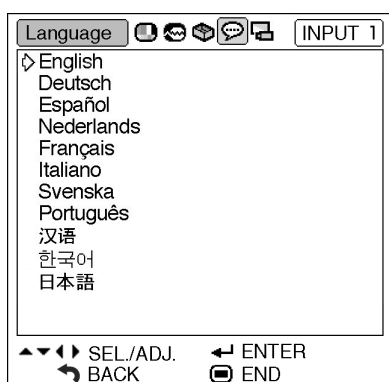 Language INPUT 1
English
Deutsch
Español
Nederlands
Français
Italiano
Svenska
Português
汉语
한국어
日本語
SEL./ADJ. ENTER
BACK END